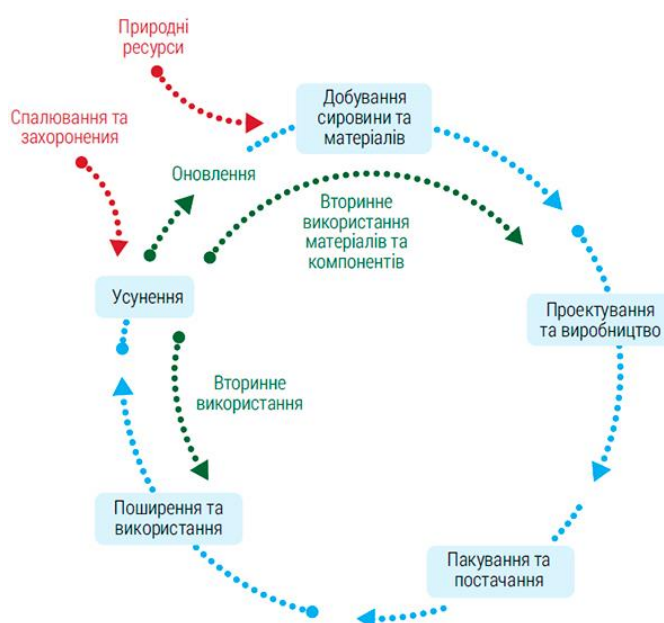 Природні
ресурси
Спалювання та
захоронения
Добування
сировини та
матеріалів
Оновлення
Вторинне
використання
матеріалів та
компонентів
Усунення
Проектування
та виробництво
Вторинне
використання
Поширення та
використання
Пакування та
постачання